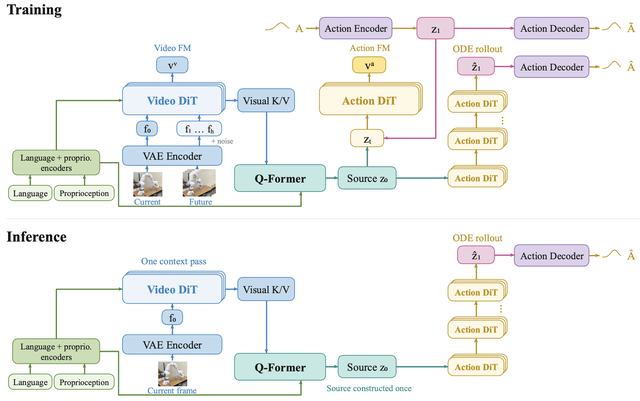 Training
A
Action Encoder
z₁
Action Decoder
Ã
Video FM
Action FM
ODE rollout
vᵛ
vᵃ
ẑ₁
Action Decoder
Â
Video DiT
Visual K/V
Action DiT
Action DiT
f₀
f₁ … fₕ
+ noise
zₜ
Action DiT
Language + proprio.
encoders
VAE Encoder
Q-Former
Source z₀
Action DiT
Language
Proprioception
Current
Future
Inference
ODE rollout
ẑ₁
Action Decoder
Â
One context pass
Video DiT
Visual K/V
Action DiT
f₀
Action DiT
Language + proprio.
encoders
VAE Encoder
Q-Former
Source z₀
Action DiT
Language
Proprioception
Current frame
Source constructed once